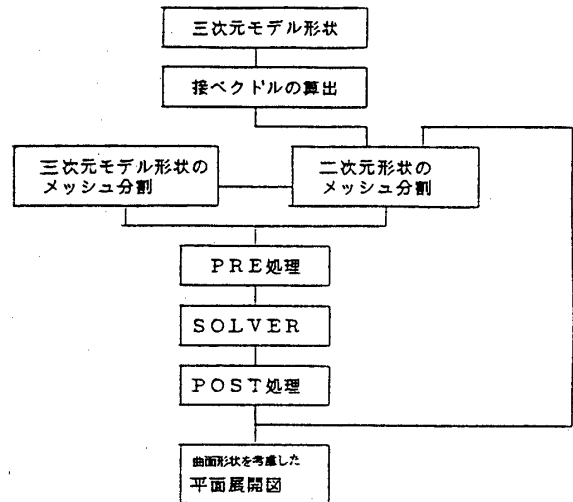 三次元モデル形状
接ベクトルの算出
三次元モデル形状の
メッシュ分割
二次元形状の
メッシュ分割
PRE処理
SOLVER
POST処理
曲面形状を考慮した
平面展開図